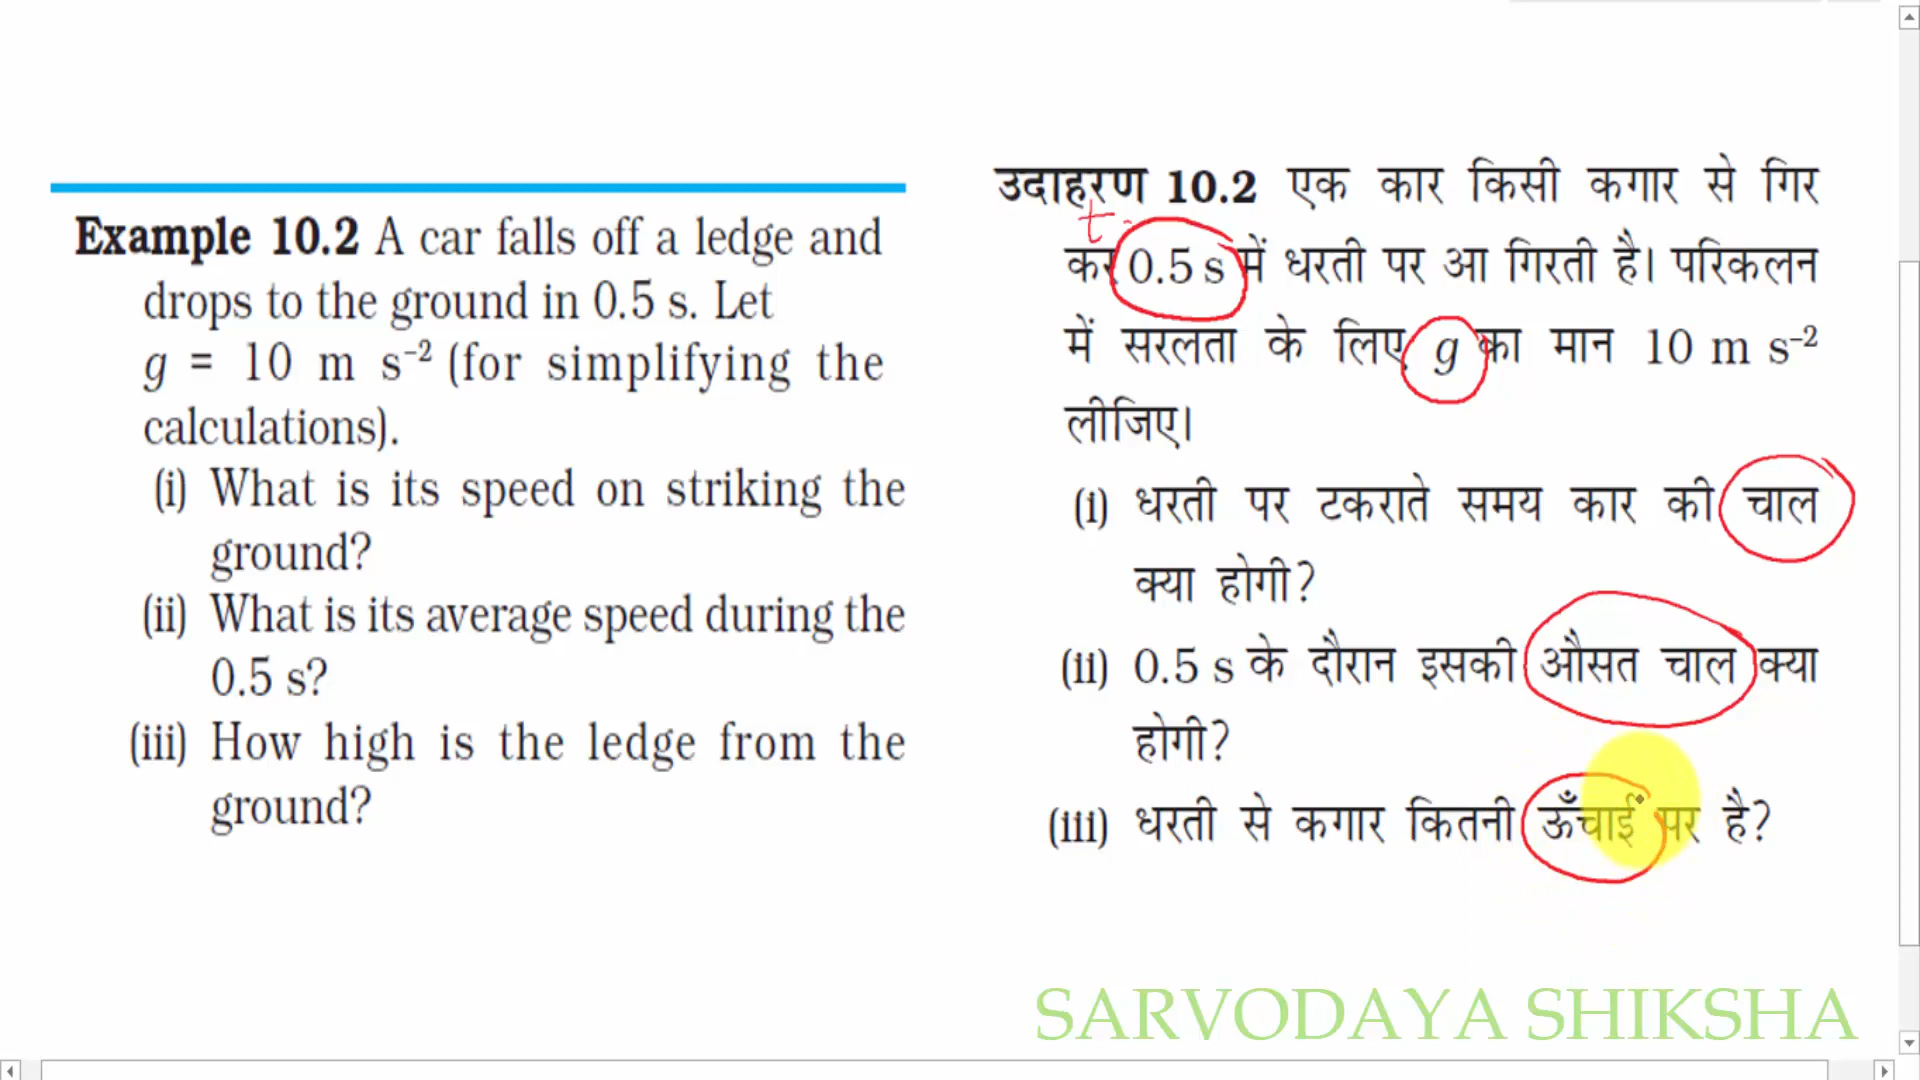 Example 10.2 A car falls off a ledge and
drops to the ground in 0.5 s. Let
g = 10 m s⁻² (for simplifying the
calculations).
(i) What is its speed on striking the
ground?
(ii) What is its average speed during the
0.5 s?
(iii) How high is the ledge from the
ground?
उदाहरण 10.2 एक कार किसी कगार से गिर
t
कर 0.5 s में धरती पर आ गिरती है। परिकलन
में सरलता के लिए g का मान 10 m s⁻²
लीजिए।
(i) धरती पर टकराते समय कार की चाल
क्या होगी?
(ii) 0.5 s के दौरान इसकी औसत चाल क्या
होगी?
(iii) धरती से कगार कितनी ऊँचाई पर है?
SARVODAYA SHIKSHA